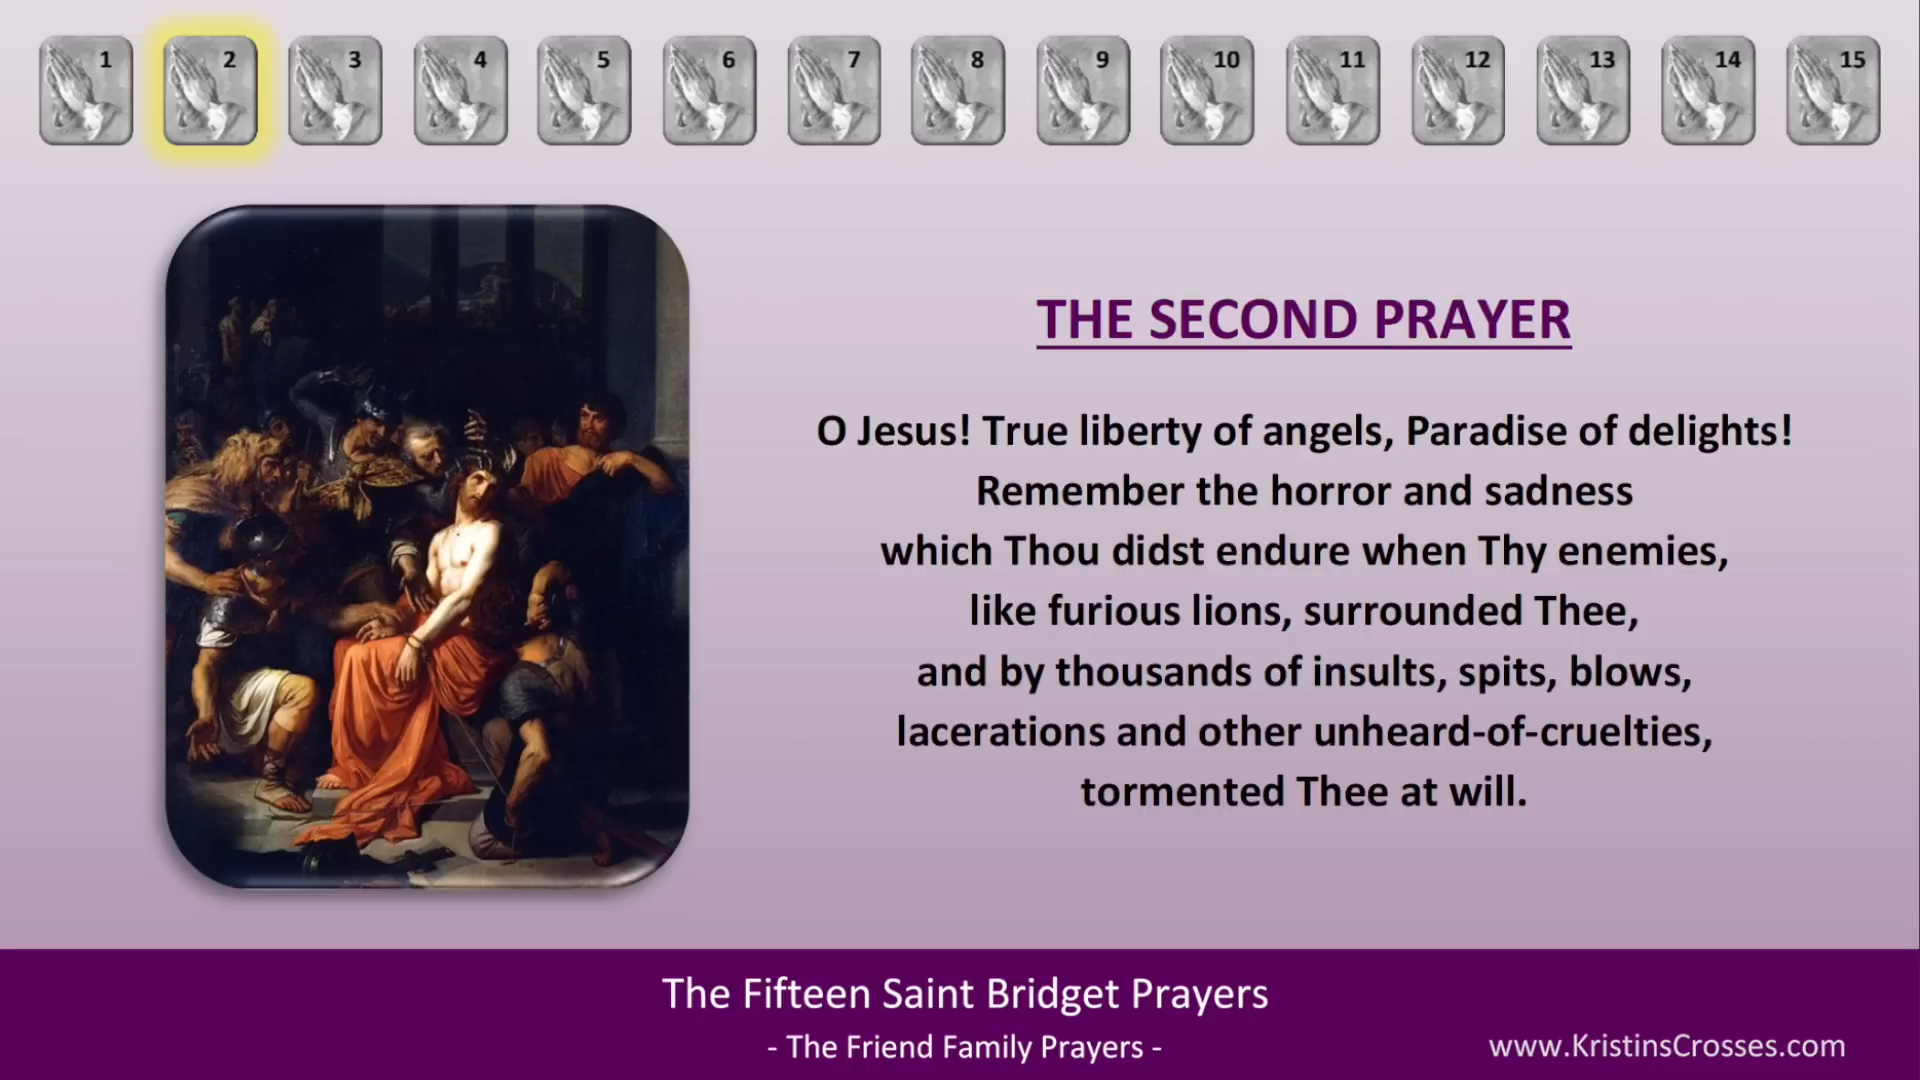 1 2 3 4 5 6 7 8 9 10 11 12 13 14 15
THE SECOND PRAYER
O Jesus! True liberty of angels, Paradise of delights!
Remember the horror and sadness
which Thou didst endure when Thy enemies,
like furious lions, surrounded Thee,
and by thousands of insults, spits, blows,
lacerations and other unheard-of-cruelties,
tormented Thee at will.
The Fifteen Saint Bridget Prayers
- The Friend Family Prayers -
www.KristinsCrosses.com